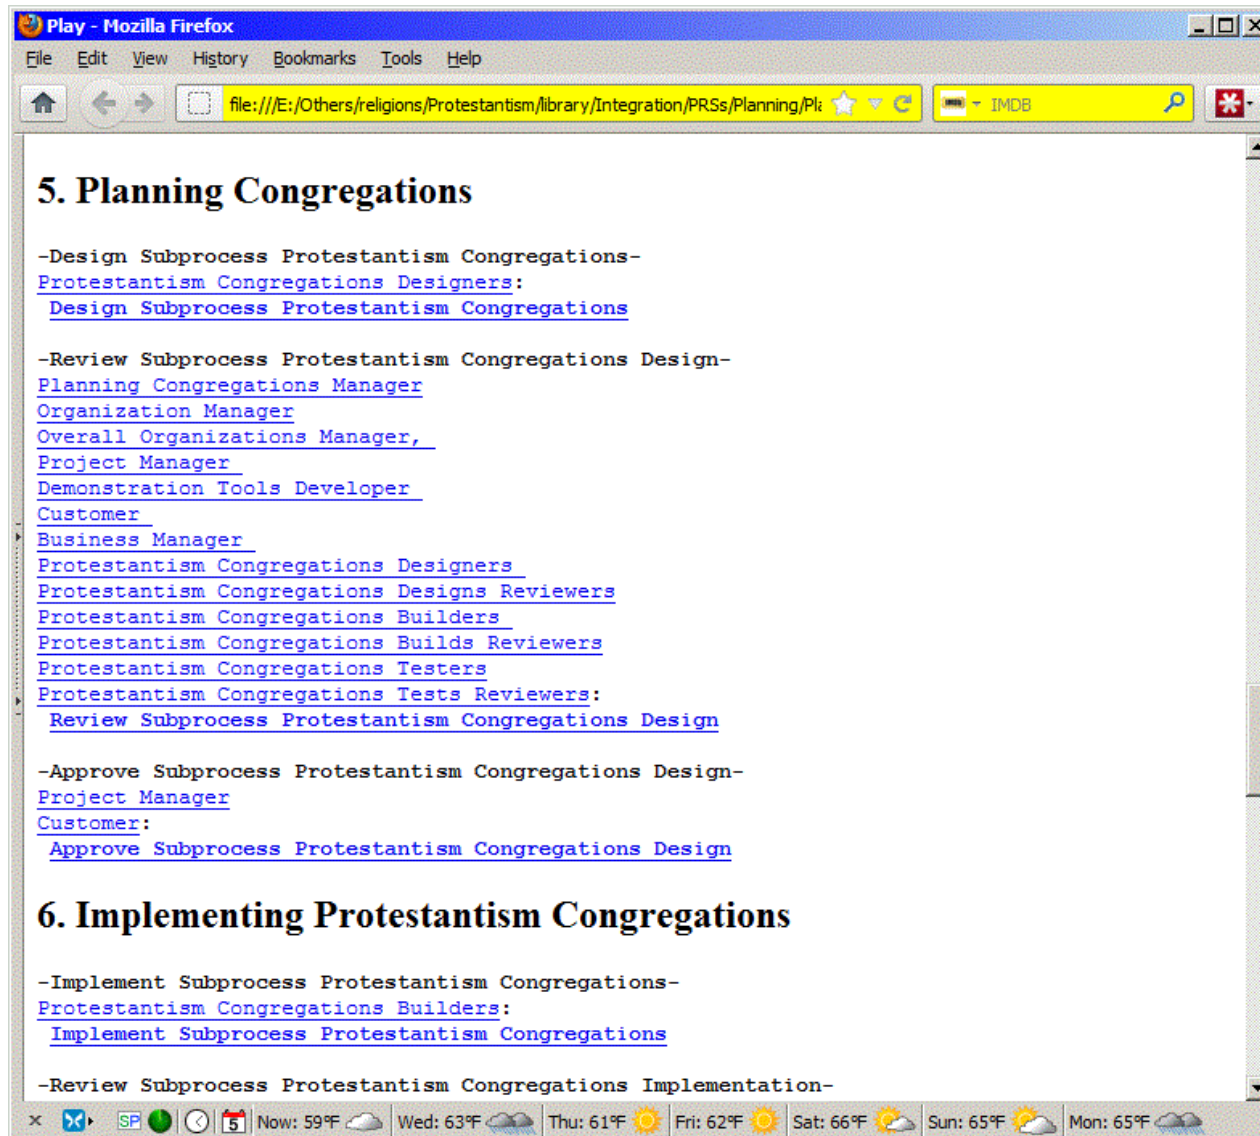 Play - Mozilla Firefox
File Edit View History Bookmarks Tools Help
file:///E:/Others/religions/Protestantism/library/Integration/PRSs/Planning/Pla IMDB
5. Planning Congregations
-Design Subprocess Protestantism Congregations-
Protestantism Congregations Designers:
Design Subprocess Protestantism Congregations
-Review Subprocess Protestantism Congregations Design-
Planning Congregations Manager
Organization Manager
Overall Organizations Manager,
Project Manager
Demonstration Tools Developer
Customer
Business Manager
Protestantism Congregations Designers
Protestantism Congregations Designs Reviewers
Protestantism Congregations Builders
Protestantism Congregations Builds Reviewers
Protestantism Congregations Testers
Protestantism Congregations Tests Reviewers:
Review Subprocess Protestantism Congregations Design
-Approve Subprocess Protestantism Congregations Design-
Project Manager
Customer:
Approve Subprocess Protestantism Congregations Design
6. Implementing Protestantism Congregations
-Implement Subprocess Protestantism Congregations-
Protestantism Congregations Builders:
Implement Subprocess Protestantism Congregations
-Review Subprocess Protestantism Congregations Implementation-
SP 5 Now: 59°F Wed: 63°F Thu: 61°F Fri: 62°F Sat: 66°F Sun: 65°F Mon: 65°F